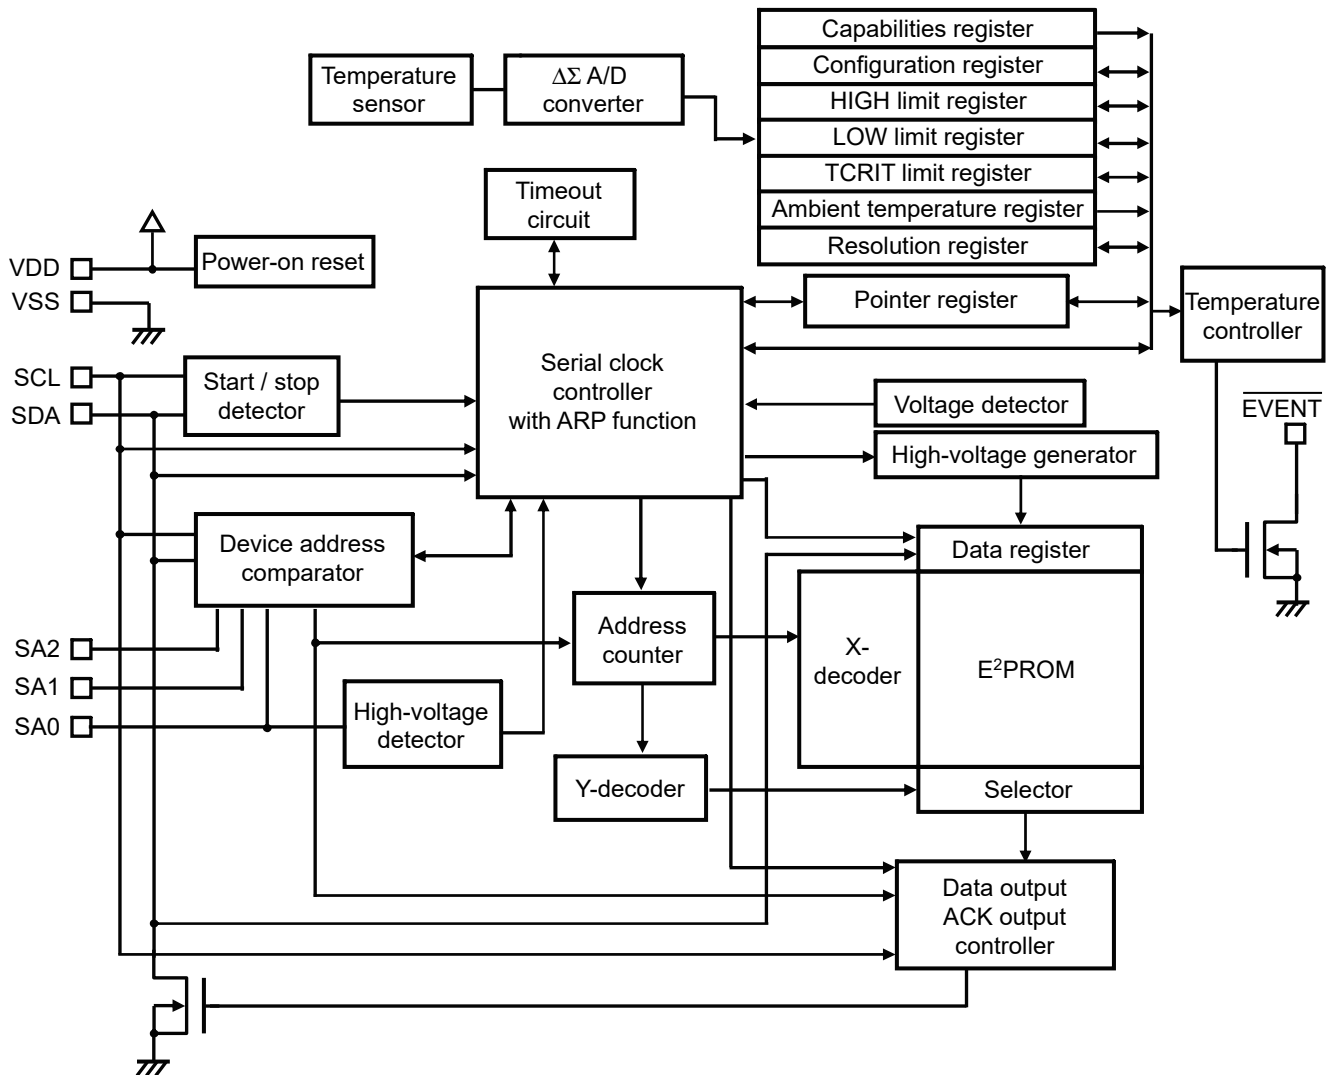 Capabilities register
Configuration register
HIGH limit register
LOW limit register
TCRIT limit register
Ambient temperature register
Resolution register
Temperature
sensor
ΔΣ A/D
converter
Timeout
circuit
VDD
Power-on reset
VSS
Pointer register
Temperature
controller
Serial clock
controller
with ARP function
SCL
SDA
Start / stop
detector
Voltage detector
EVENT
High-voltage generator
Device address
comparator
Data register
Address
counter
X-
decoder
E²PROM
SA2
SA1
SA0
High-voltage
detector
Y-decoder
Selector
Data output
ACK output
controller